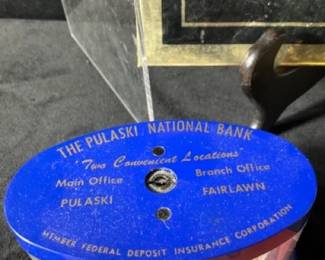 THE PULASKI NATIONAL BANK
"Two Convenient Locations"
Main Office Branch Office
PULASKI FAIRLAWN
MEMBER FEDERAL DEPOSIT INSURANCE CORPORATION